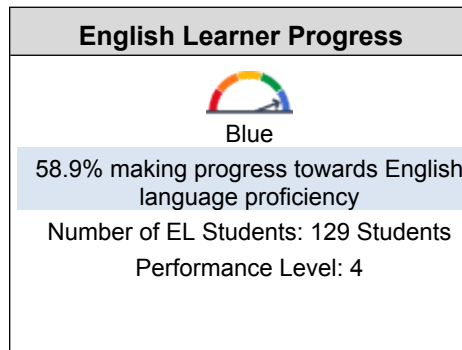 English Learner Progress
Blue
58.9% making progress towards English
language proficiency
Number of EL Students: 129 Students
Performance Level: 4